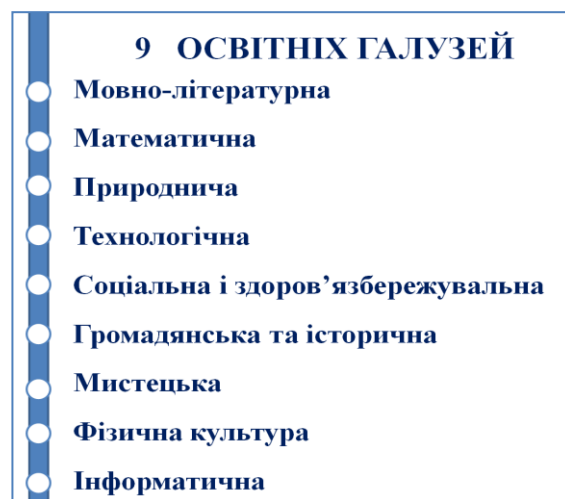 9 ОСВІТНІХ ГАЛУЗЕЙ
Мовно-літературна
Математична
Природнича
Технологічна
Соціальна і здоров’язбережувальна
Громадянська та історична
Мистецька
Фізична культура
Інформатична